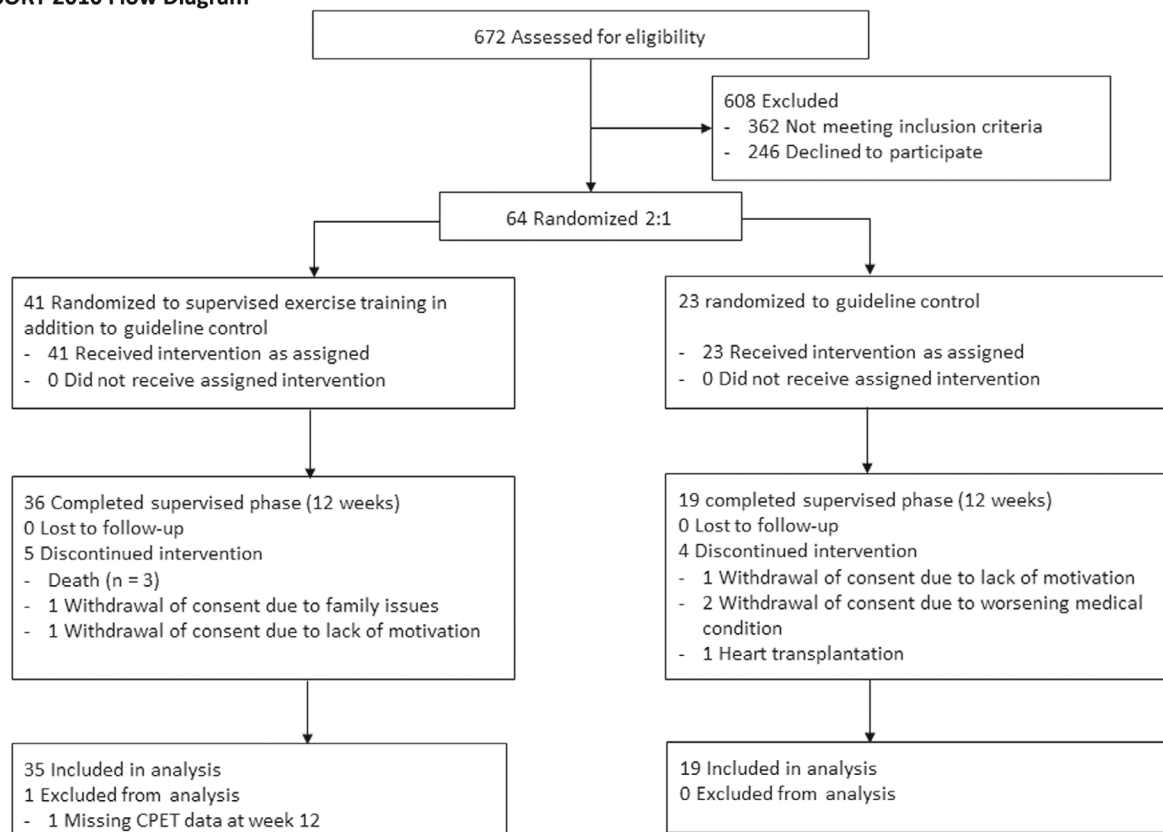 2010 Flow Diagram
672 Assessed for eligibility
608 Excluded
- 362 Not meeting inclusion criteria
- 246 Declined to participate
64 Randomized 2:1
41 Randomized to supervised exercise training in
addition to guideline control
- 41 Received intervention as assigned
- 0 Did not receive assigned intervention
23 randomized to guideline control
- 23 Received intervention as assigned
- 0 Did not receive assigned intervention
36 Completed supervised phase (12 weeks)
0 Lost to follow-up
5 Discontinued intervention
- Death (n = 3)
- 1 Withdrawal of consent due to family issues
- 1 Withdrawal of consent due to lack of motivation
19 completed supervised phase (12 weeks)
0 Lost to follow-up
4 Discontinued intervention
- 1 Withdrawal of consent due to lack of motivation
- 2 Withdrawal of consent due to worsening medical
condition
- 1 Heart transplantation
35 Included in analysis
1 Excluded from analysis
- 1 Missing CPET data at week 12
19 Included in analysis
0 Excluded from analysis